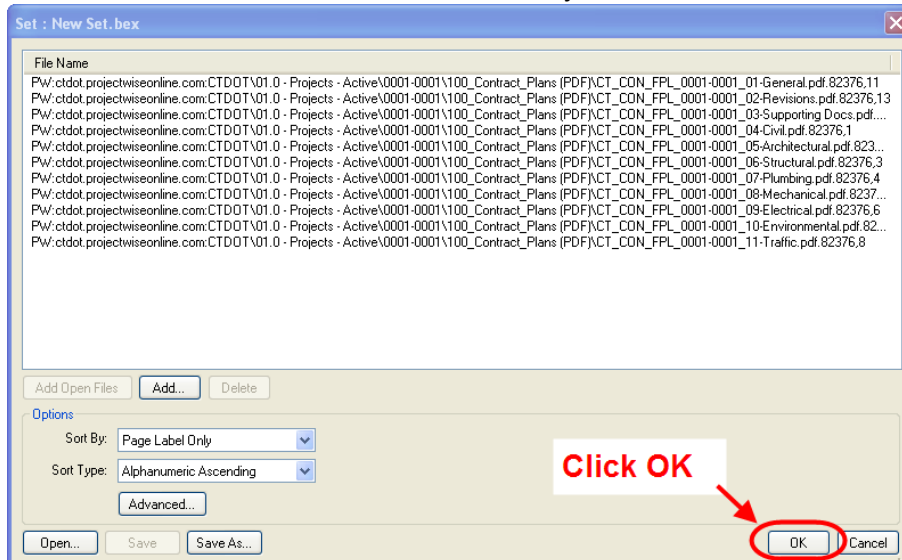 Set : New Set.bex
File Name
PW:ctdot.projectwiseonline.com:CTDOT\01.0 - Projects - Active\0001-0001\100_Contract_Plans (PDF)\CT_CON_FPL_0001-0001_01-General.pdf.82376,11
PW:ctdot.projectwiseonline.com:CTDOT\01.0 - Projects - Active\0001-0001\100_Contract_Plans (PDF)\CT_CON_FPL_0001-0001_02-Revisions.pdf.82376,13
PW:ctdot.projectwiseonline.com:CTDOT\01.0 - Projects - Active\0001-0001\100_Contract_Plans (PDF)\CT_CON_FPL_0001-0001_03-Supporting Docs.pdf....
PW:ctdot.projectwiseonline.com:CTDOT\01.0 - Projects - Active\0001-0001\100_Contract_Plans (PDF)\CT_CON_FPL_0001-0001_04-Civil.pdf.82376,1
PW:ctdot.projectwiseonline.com:CTDOT\01.0 - Projects - Active\0001-0001\100_Contract_Plans (PDF)\CT_CON_FPL_0001-0001_05-Architectural.pdf.823...
PW:ctdot.projectwiseonline.com:CTDOT\01.0 - Projects - Active\0001-0001\100_Contract_Plans (PDF)\CT_CON_FPL_0001-0001_06-Structural.pdf.82376,3
PW:ctdot.projectwiseonline.com:CTDOT\01.0 - Projects - Active\0001-0001\100_Contract_Plans (PDF)\CT_CON_FPL_0001-0001_07-Plumbing.pdf.82376,4
PW:ctdot.projectwiseonline.com:CTDOT\01.0 - Projects - Active\0001-0001\100_Contract_Plans (PDF)\CT_CON_FPL_0001-0001_08-Mechanical.pdf.8237...
PW:ctdot.projectwiseonline.com:CTDOT\01.0 - Projects - Active\0001-0001\100_Contract_Plans (PDF)\CT_CON_FPL_0001-0001_09-Electrical.pdf.82376,6
PW:ctdot.projectwiseonline.com:CTDOT\01.0 - Projects - Active\0001-0001\100_Contract_Plans (PDF)\CT_CON_FPL_0001-0001_10-Environmental.pdf.82...
PW:ctdot.projectwiseonline.com:CTDOT\01.0 - Projects - Active\0001-0001\100_Contract_Plans (PDF)\CT_CON_FPL_0001-0001_11-Traffic.pdf.82376,8
Add Open Files Add... Delete
Options
Sort By: Page Label Only
Sort Type: Alphanumeric Ascending
Click OK
Advanced...
Open... Save Save As... OK Cancel